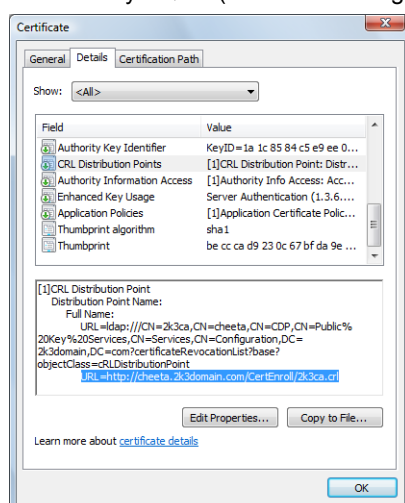 Certificate
General Details Certification Path
Show: <All>
Field Value
Authority Key Identifier KeyID=1a 1c 85 84 c5 e9 ee 0...
CRL Distribution Points [1]CRL Distribution Point: Distr...
Authority Information Access [1]Authority Info Access: Acc...
Enhanced Key Usage Server Authentication (1.3.6....
Application Policies [1]Application Certificate Polic...
Thumbprint algorithm sha1
Thumbprint be cc ca d9 23 0c 67 bf da 9e ...
[1]CRL Distribution Point
Distribution Point Name:
Full Name:
URL=ldap:///CN=2k3ca,CN=cheeta,CN=CDP,CN=Public%
20Key%20Services,CN=Services,CN=Configuration,DC=
2k3domain,DC=com?certificateRevocationList?base?
objectClass=cRLDistributionPoint
URL=http://cheeta.2k3domain.com/CertEnroll/2k3ca.crl
Edit Properties... Copy to File...
Learn more about certificate details
OK